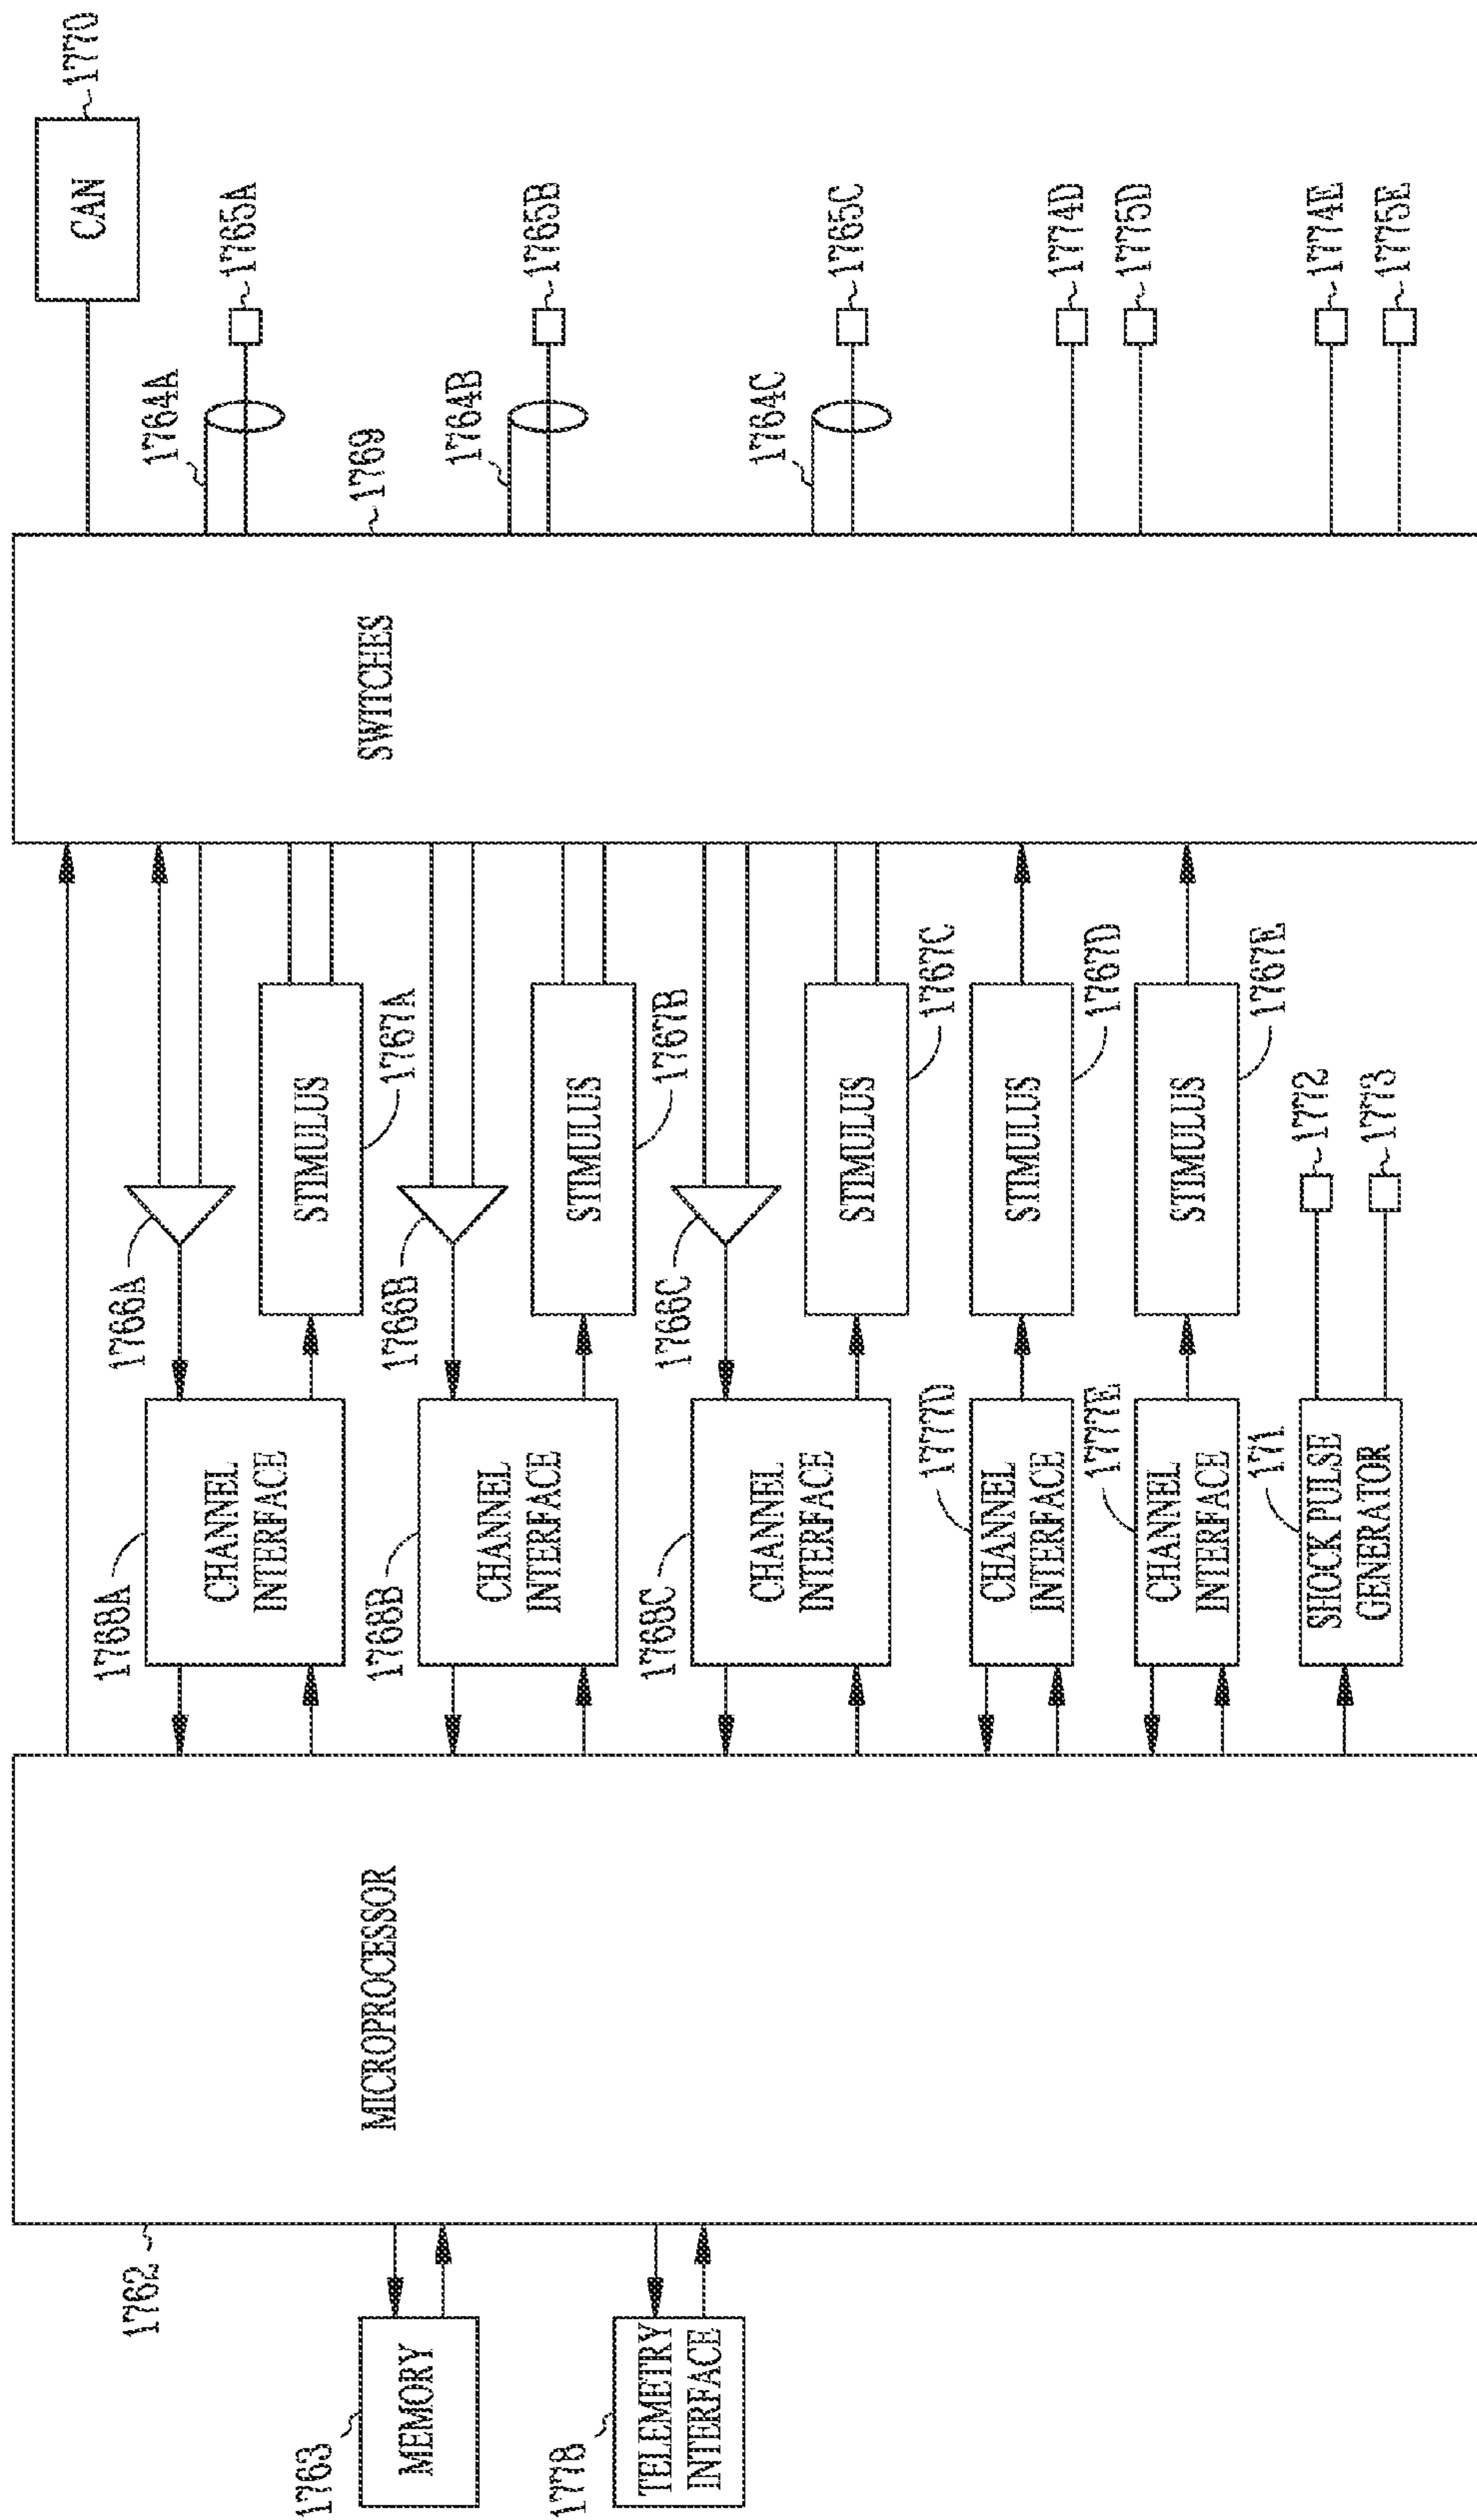 1770
CAN
1764A
1765A
1769
1764B
1765B
1764C
1765C
1774D
1775D
1774E
1775E
SWITCHES
1766A
STIMULUS
1767A
1766B
STIMULUS
1767B
1766C
STIMULUS
1767C
STIMULUS
1767D
STIMULUS
1767E
1772
1773
1768A
CHANNEL
INTERFACE
1768B
CHANNEL
INTERFACE
1768C
CHANNEL
INTERFACE
1777D
CHANNEL
INTERFACE
1777E
CHANNEL
INTERFACE
171
SHOCK PULSE
GENERATOR
MICROPROCESSOR
1762
1763
MEMORY
1778
TELEMETRY
INTERFACE